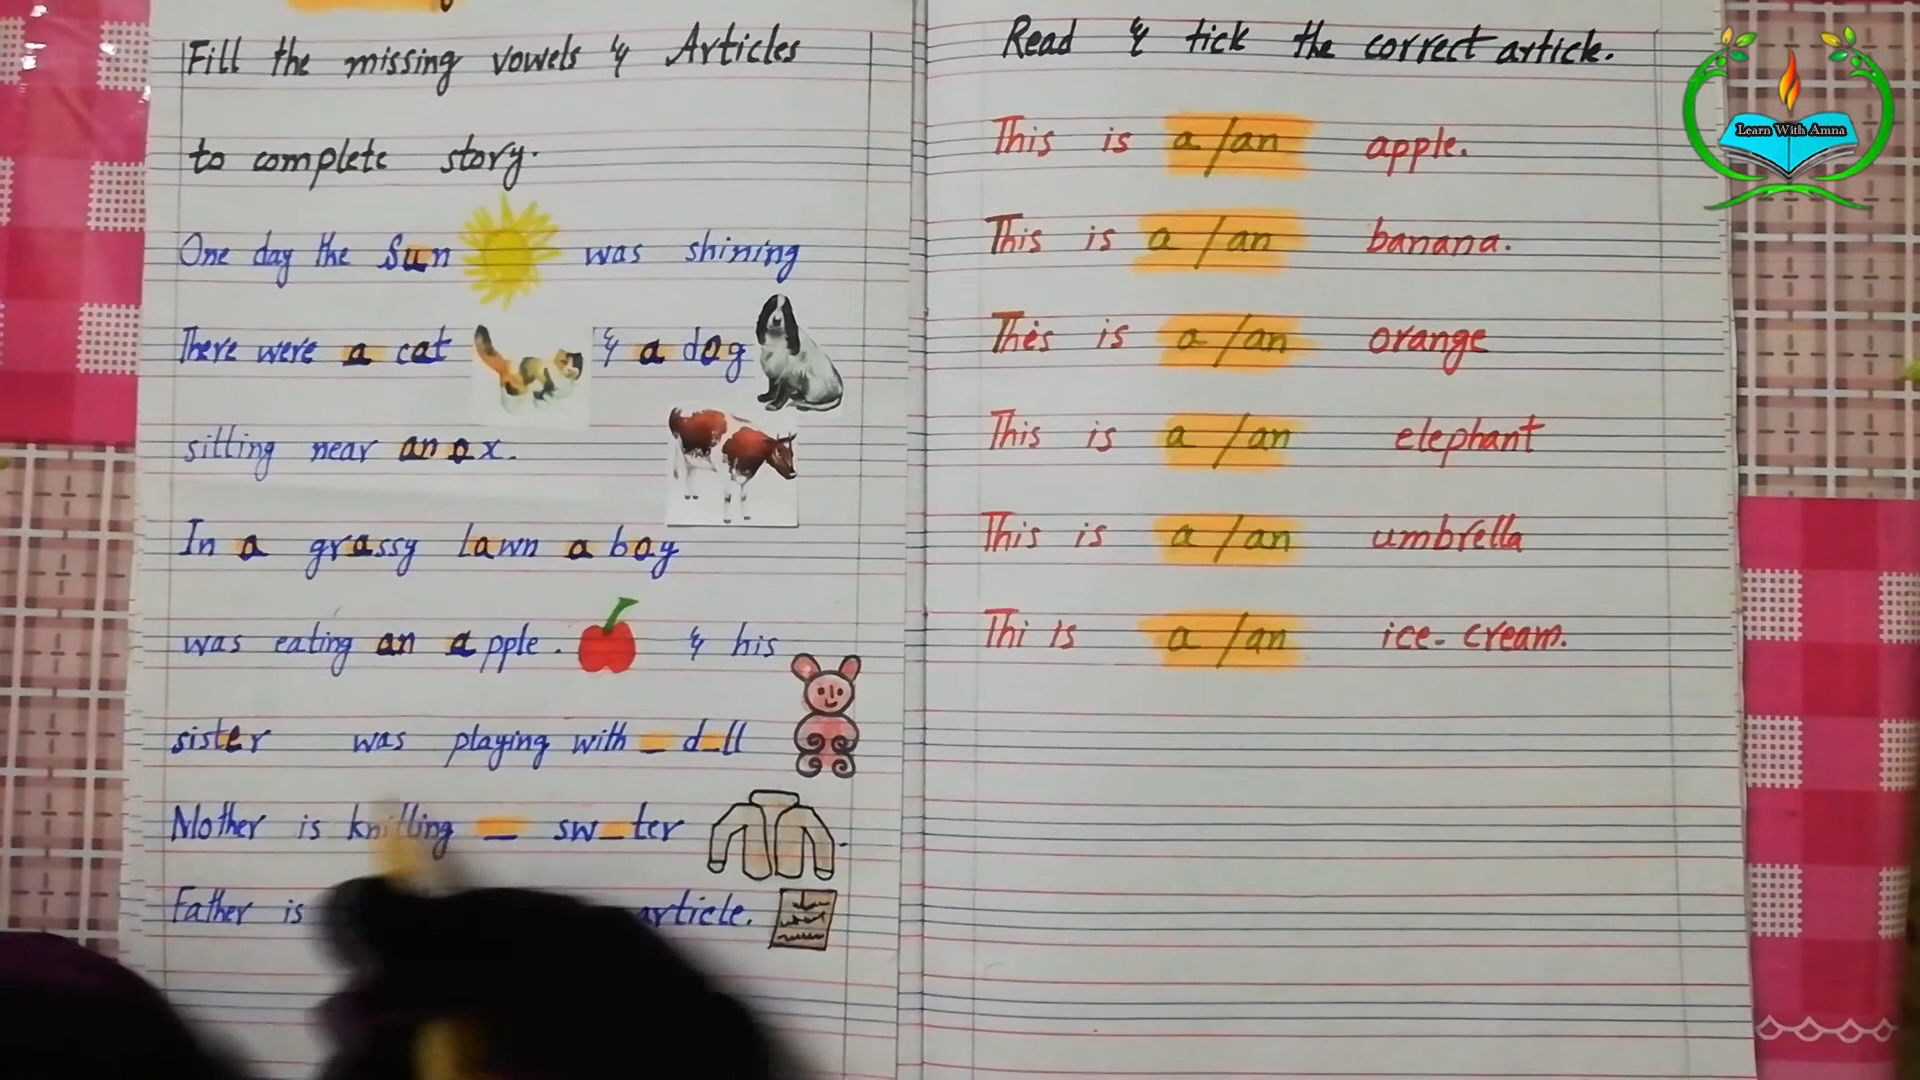 Fill the missing vowels & Articles
to complete story.
One day the Sun was shining
There were a cat & a dog
sitting near an ox.
In a grassy lawn a boy
was eating an apple. & his
sister was playing with _ d_ll
Mother is knitting _ sw_ter
Father is article.
Read & tick the correct article.
This is a/an apple.
This is a/an banana.
This is a/an orange
This is a/an elephant
This is a/an umbrella
Thi is a/an ice-cream.
Learn With Amna